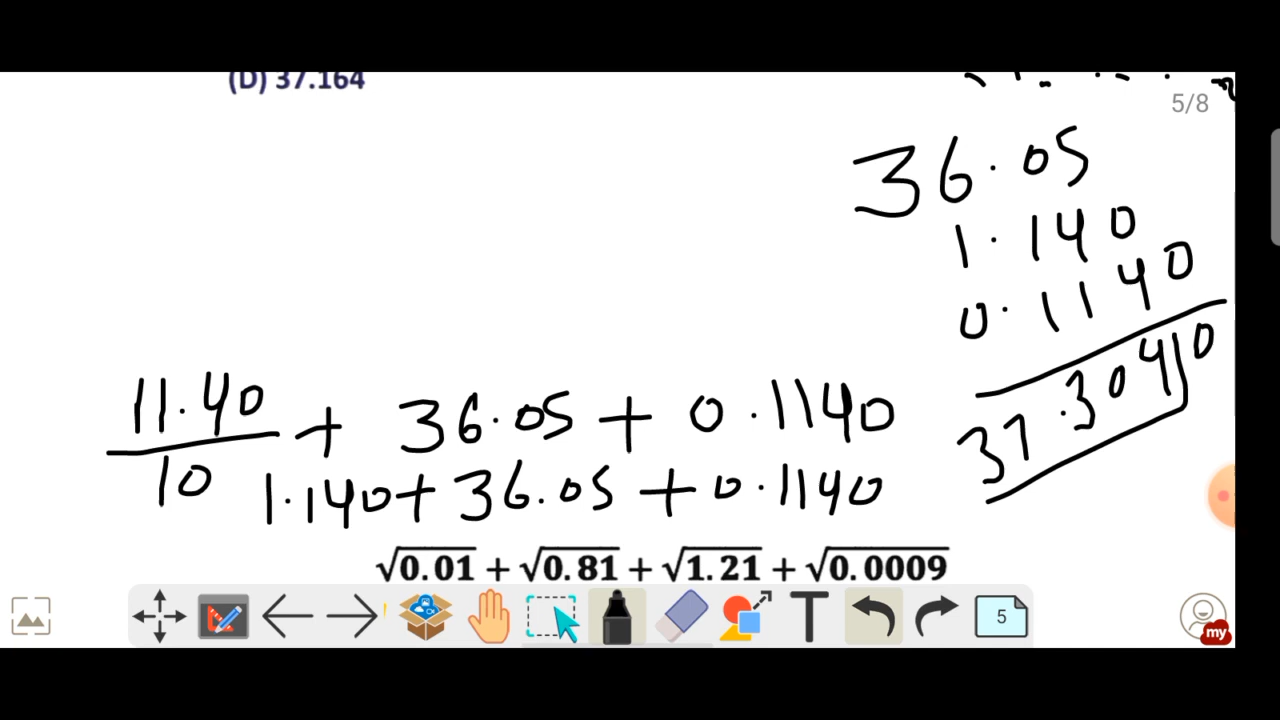 (D) 37.164
5/8
36.05
1.140
0.1140
37.30410
11.40/10 + 36.05 + 0.1140
1.140 + 36.05 + 0.1140
√0.01 + √0.81 + √1.21 + √0.0009
T
5
my